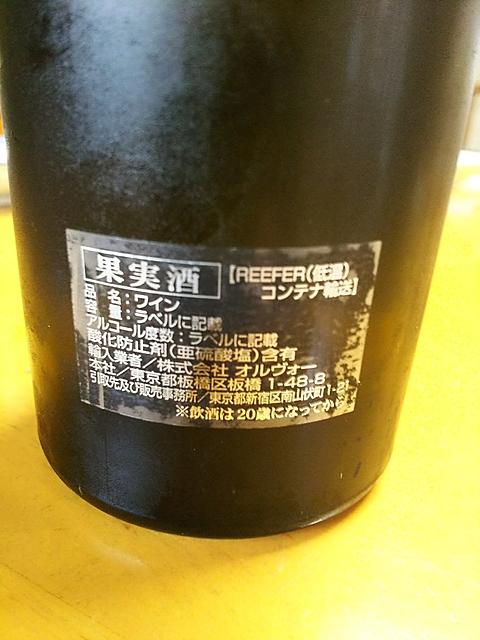 果実酒
【REEFER(低温)
コンテナ輸送】
品 名:ワイン
容 量:ラベルに記載
アルコール度数:ラベルに記載
酸化防止剤(亜硫酸塩)含有
輸入業者/株式会社 オルヴォー
本社/東京都板橋区板橋 1-48-8
引取先及び販売事務所/東京都新宿区南山伏町1-21
※飲酒は20歳になってから